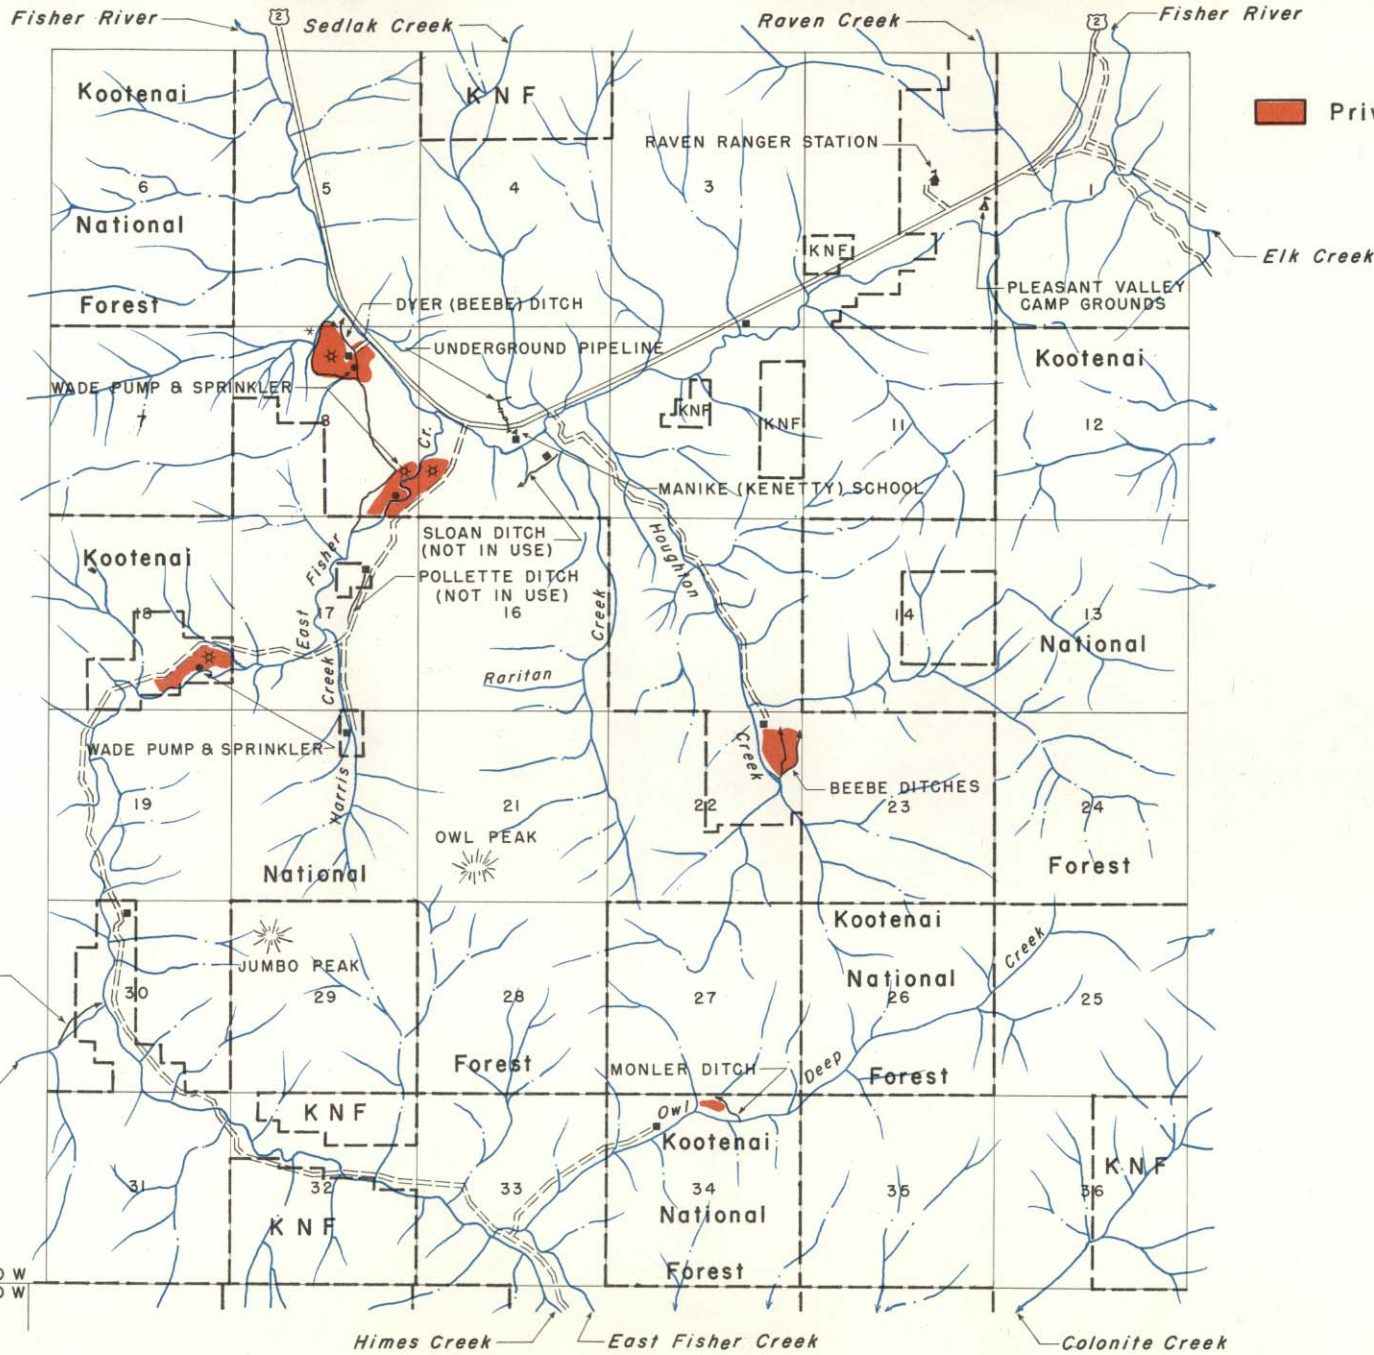 Fisher River
2
Sedlak Creek
Raven Creek
2
Fisher River
Kootenai
K N F
RAVEN RANGER STATION
6
5
4
3
1
National
KNF
Elk Creek
Forest
DYER (BEEBE) DITCH
PLEASANT VALLEY
CAMP GROUNDS
UNDERGROUND PIPELINE
Kootenai
WADE PUMP & SPRINKLER
7
8
Cr.
KNF
KNF
11
12
MANIKE (KENETTY) SCHOOL
Kootenai
Fisher
SLOAN DITCH
(NOT IN USE)
Houghton
POLLETTE DITCH
(NOT IN USE)
18
East
17
16
Creek
14
13
National
Creek
Raritan
WADE PUMP & SPRINKLER
Creek
BEEBE DITCHES
Harris
19
21
22
23
24
OWL PEAK
National
Forest
Kootenai
Creek
JUMBO PEAK
National
30
29
28
27
26
25
Forest
MONLER DITCH
Deep
Forest
K N F
Owl
Kootenai
K N F
31
32
33
34
35
36
K N F
National
Forest
W
W
Himes Creek
East Fisher Creek
Colonite Creek